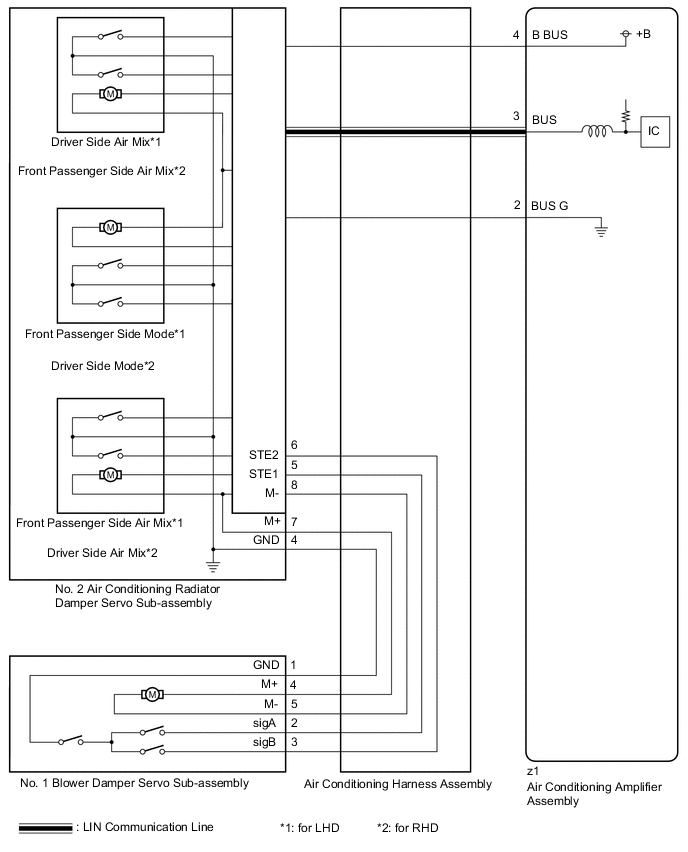 4 B BUS +B
M
3 BUS
IC
Driver Side Air Mix*1
Front Passenger Side Air Mix*2
2 BUS G
M
Front Passenger Side Mode*1
Driver Side Mode*2
STE2 6
STE1 5
M
M- 8
M+ 7
Front Passenger Side Air Mix*1
GND 4
Driver Side Air Mix*2
No. 2 Air Conditioning Radiator
Damper Servo Sub-assembly
GND 1
M+ 4
M
M- 5
sigA 2
sigB 3
z1
No. 1 Blower Damper Servo Sub-assembly
Air Conditioning Harness Assembly
Air Conditioning Amplifier
Assembly
: LIN Communication Line
*1: for LHD
*2: for RHD